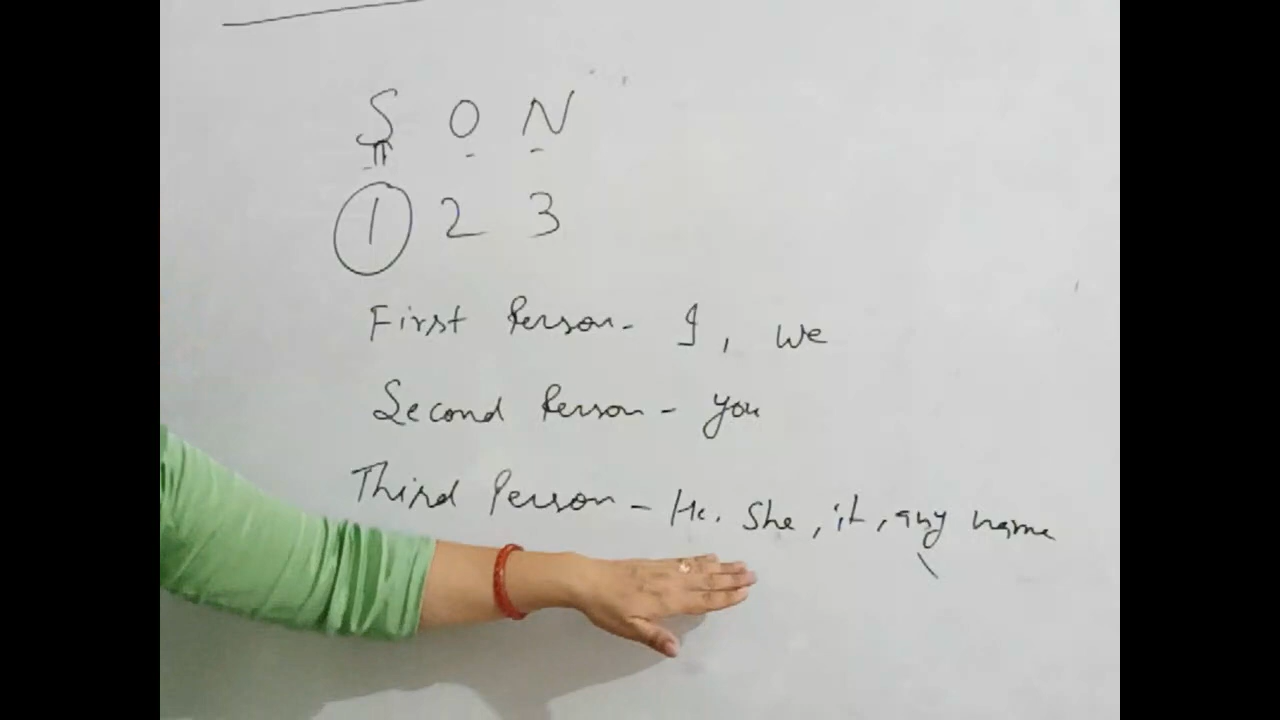 S O N
1 2 3
First Person - I, we
Second Person - you
Third Person - He. She, it, any name